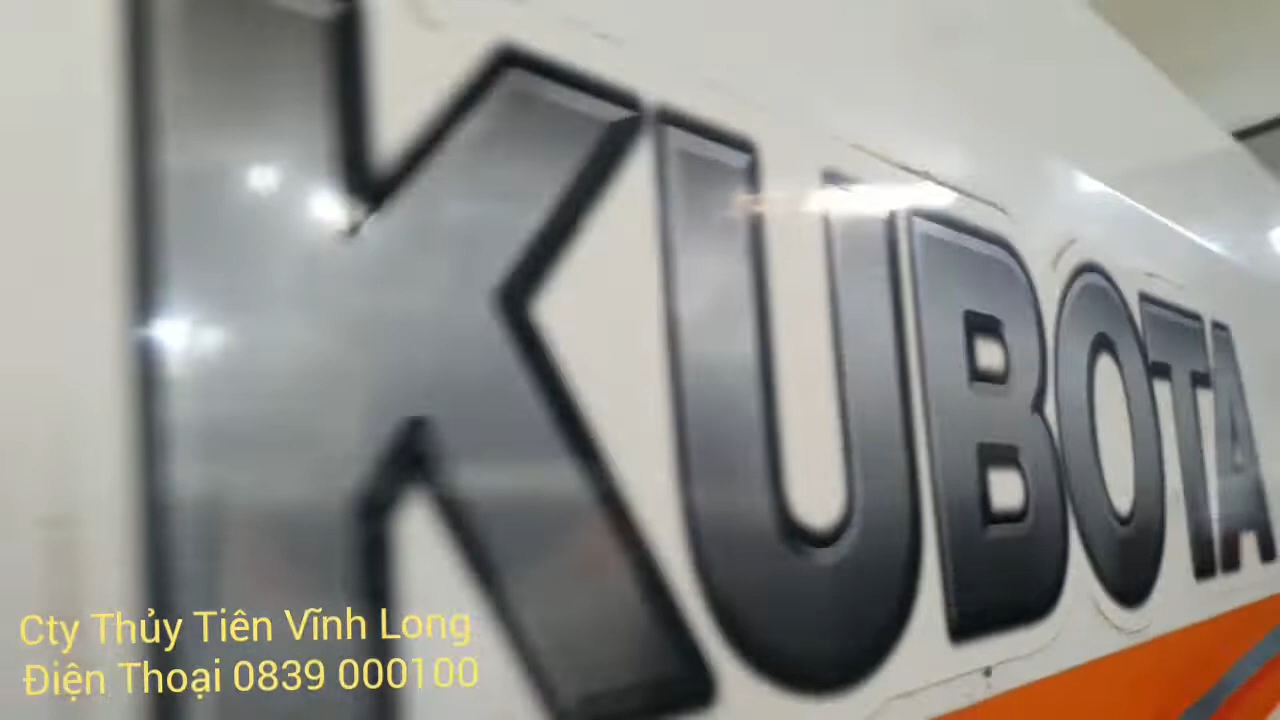 KUBOTA
Cty Thủy Tiên Vĩnh Long
Điện Thoại 0839 000100